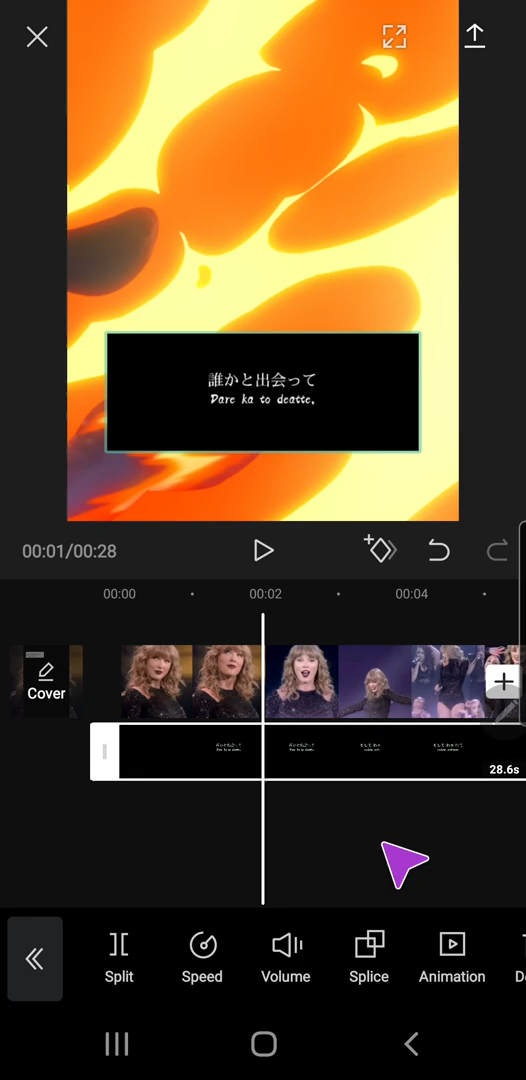 誰かと出会って
Dare ka to deatte,
00:01/00:28
00:00
00:02
00:04
Cover
28.6s
Split
Speed
Volume
Splice
Animation